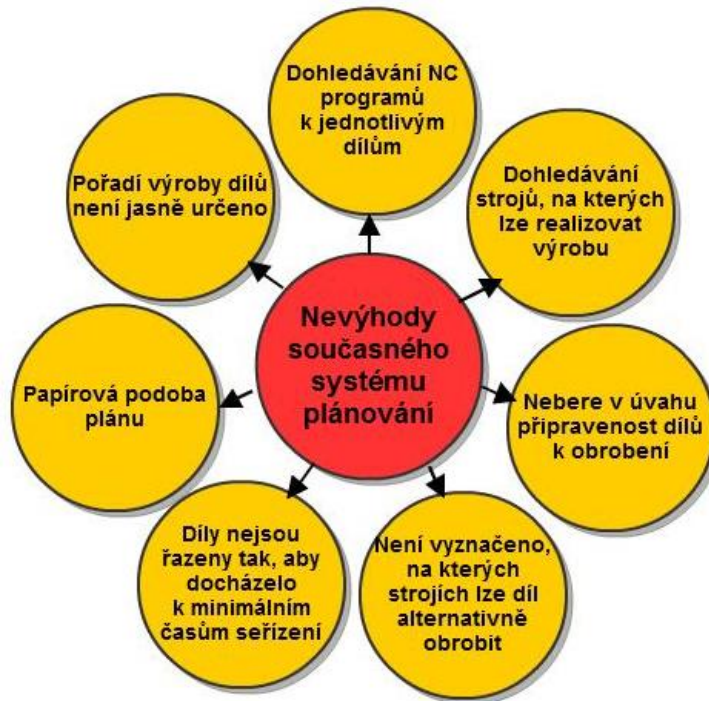 Dohledávání NC
programů
k jednotlivým
dílům
Dohledávání
strojů, na kterých
lze realizovat
výrobu
Pořadí výroby dílů
není jasně určeno
Nevýhody
současného
systému
plánování
Papírová podoba
plánu
Nebere v úvahu
připravenost dílů
k obrobení
Díly nejsou
řazeny tak, aby
docházelo
k minimálním
časům seřízení
Není vyznačeno,
na kterých
strojích lze díl
alternativně
obrobit